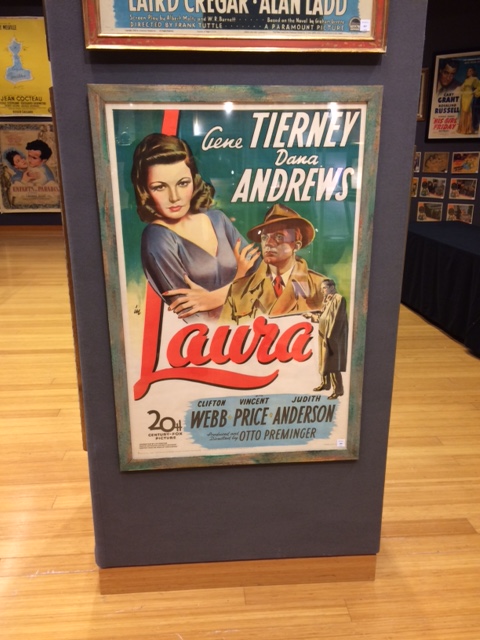 LAIRD CREGAR • ALAN LADD
Screen Play by Albert Maltz and W. R. Burnett • Based on the Novel by Graham Greene
DIRECTED BY FRANK TUTTLE • A PARAMOUNT PICTURE
JEAN COCTEAU
CARY
GRANT
ROSALIND
RUSSELL
HIS GIRL
FRIDAY
Gene TIERNEY
Dana
ANDREWS
Laura
CLIFTON VINCENT JUDITH
WEBB • PRICE • ANDERSON
20TH
CENTURY-FOX
PICTURE
Produced and
Directed by OTTO PREMINGER